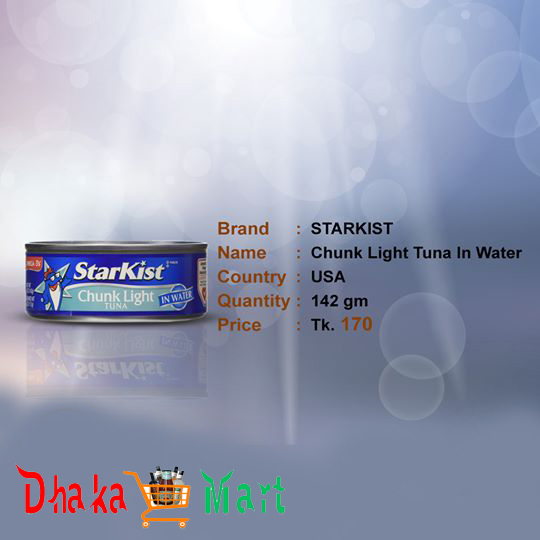 Brand : STARKIST
Name : Chunk Light Tuna In Water
Country : USA
Quantity : 142 gm
Price : Tk. 170
StarKist®
Chunk Light
TUNA
IN WATER
Dhaka Mart